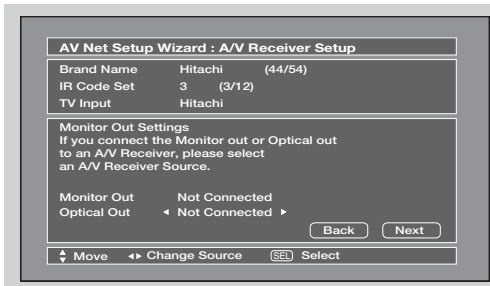 AV Net Setup Wizard : A/V Receiver Setup
Brand Name Hitachi (44/54)
IR Code Set 3 (3/12)
TV Input Hitachi
Monitor Out Settings
If you connect the Monitor out or Optical out
to an A/V Receiver, please select
an A/V Receiver Source.
Monitor Out Not Connected
Optical Out Not Connected
Back Next
Move Change Source SEL Select